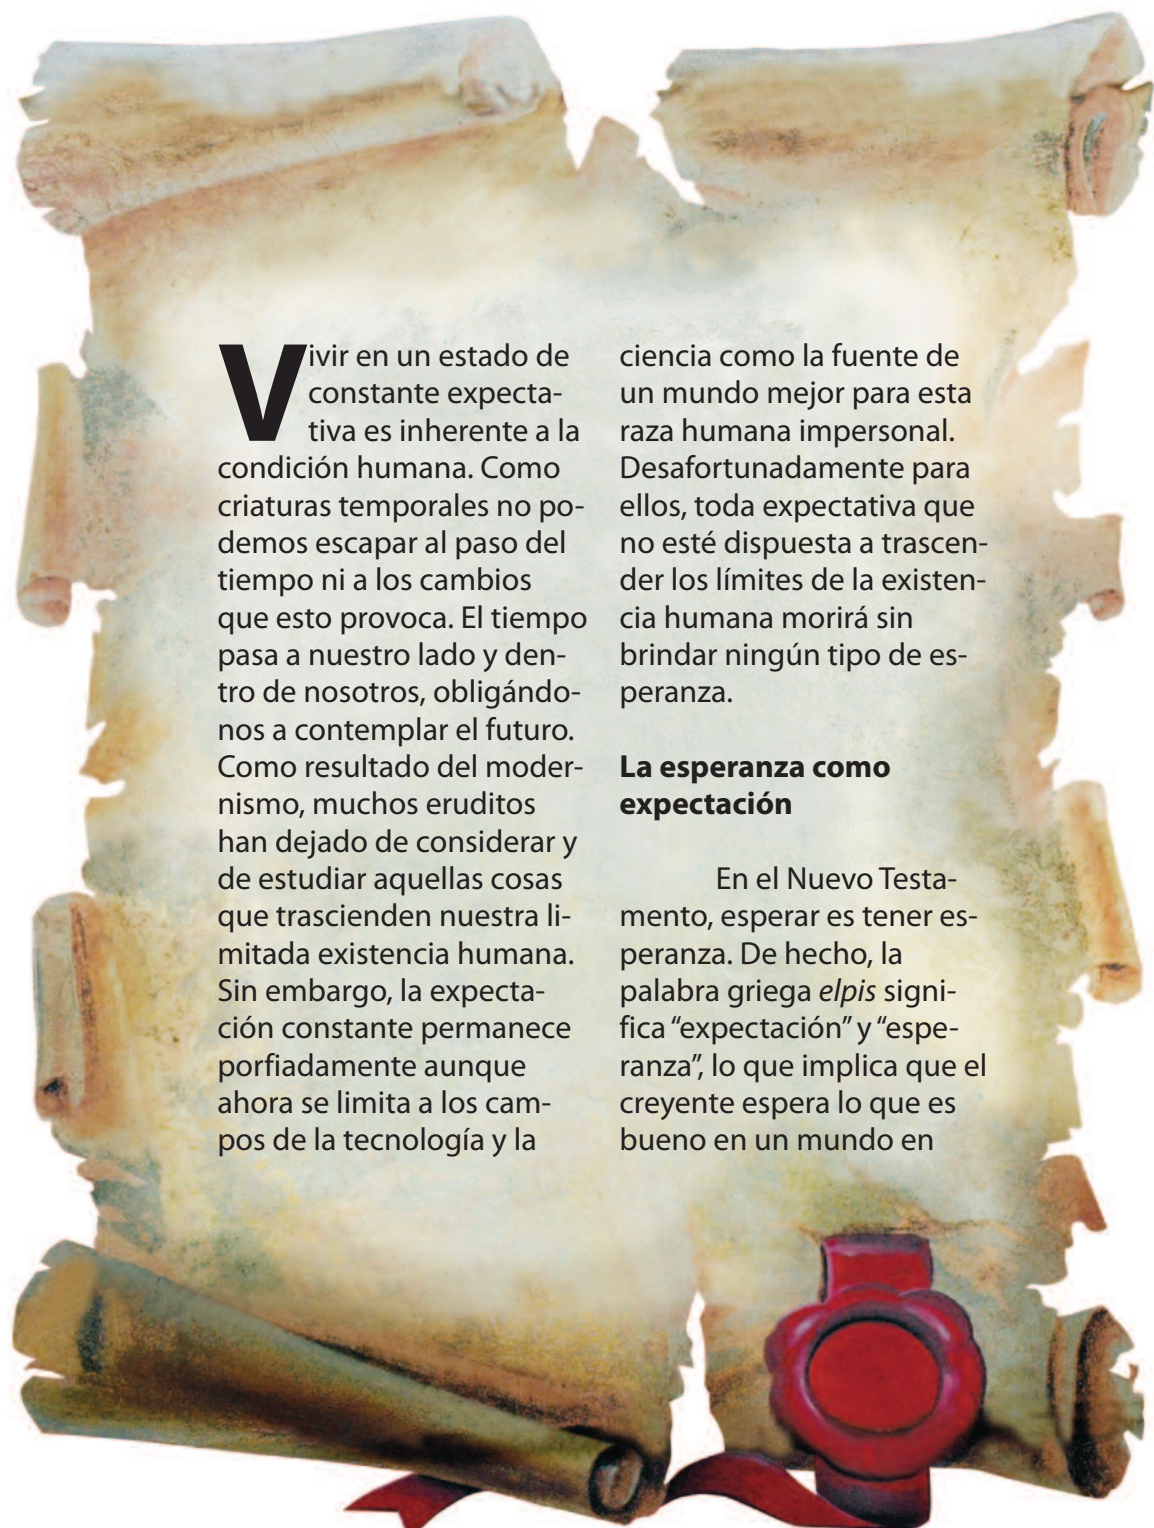 Vivir en un estado de
constante expecta-
tiva es inherente a la
condición humana. Como
criaturas temporales no po-
demos escapar al paso del
tiempo ni a los cambios
que esto provoca. El tiempo
pasa a nuestro lado y den-
tro de nosotros, obligándo-
nos a contemplar el futuro.
Como resultado del moder-
nismo, muchos eruditos
han dejado de considerar y
de estudiar aquellas cosas
que trascienden nuestra li-
mitada existencia humana.
Sin embargo, la expecta-
ción constante permanece
porfiadamente aunque
ahora se limita a los cam-
pos de la tecnología y la
ciencia como la fuente de
un mundo mejor para esta
raza humana impersonal.
Desafortunadamente para
ellos, toda expectativa que
no esté dispuesta a trascen-
der los límites de la existen-
cia humana morirá sin
brindar ningún tipo de es-
peranza.
La esperanza como
expectación
En el Nuevo Testa-
mento, esperar es tener es-
peranza. De hecho, la
palabra griega elpis signi-
fica “expectación” y “espe-
ranza”, lo que implica que el
creyente espera lo que es
bueno en un mundo en